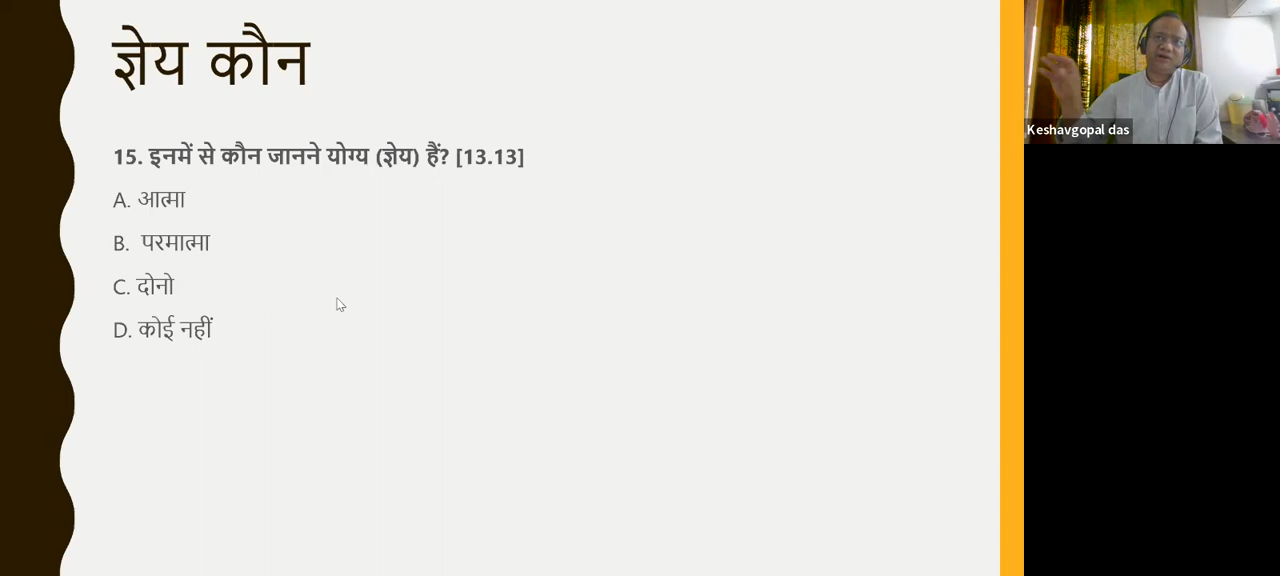 ज्ञेय कौन
15. इनमें से कौन जानने योग्य (ज्ञेय) हैं? [13.13]
A. आत्मा
B. परमात्मा
C. दोनो
D. कोई नहीं
Keshavgopal das